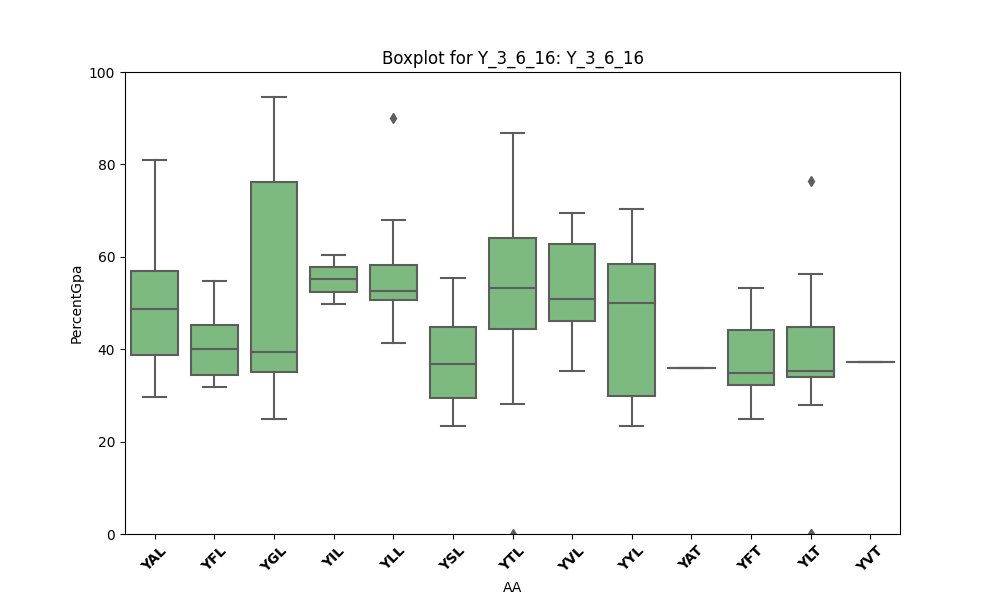 Boxplot for Y_3_6_16: Y_3_6_16
100
80
60
40
20
0
PercentGpa
YAL YFL YGL YIL YLL YSL YTL YVL YYL YAT YFT YLT YVT
AA